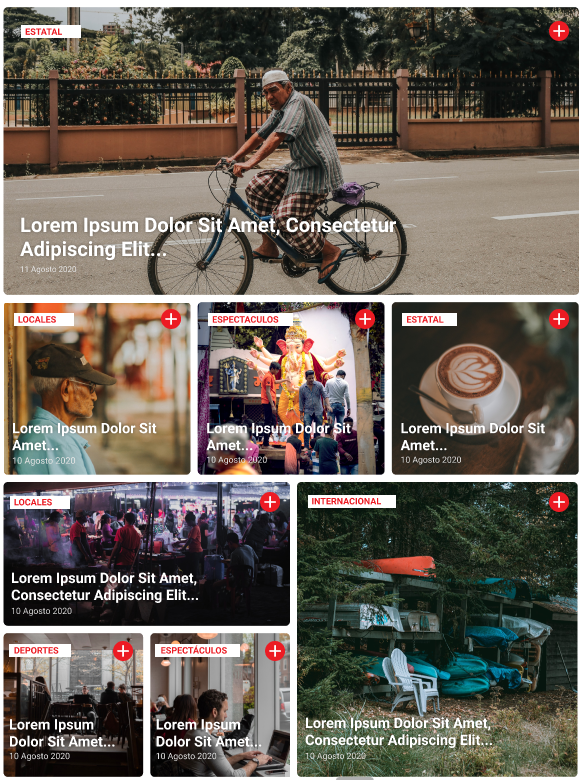 ESTATAL
Lorem Ipsum Dolor Sit Amet, Consectetur
Adipiscing Elit...
11 Agosto 2020
LOCALES
Lorem Ipsum Dolor Sit
Amet...
10 Agosto 2020
ESPECTACULOS
Lorem Ipsum Dolor Sit
Amet...
10 Agosto 2020
ESTATAL
Lorem Ipsum Dolor Sit
Amet...
10 Agosto 2020
LOCALES
Lorem Ipsum Dolor Sit Amet,
Consectetur Adipiscing Elit...
10 Agosto 2020
INTERNACIONAL
Lorem Ipsum Dolor Sit Amet,
Consectetur Adipiscing Elit...
10 Agosto 2020
DEPORTES
Lorem Ipsum
Dolor Sit Amet...
10 Agosto 2020
ESPECTÁCULOS
Lorem Ipsum
Dolor Sit Amet...
10 Agosto 2020